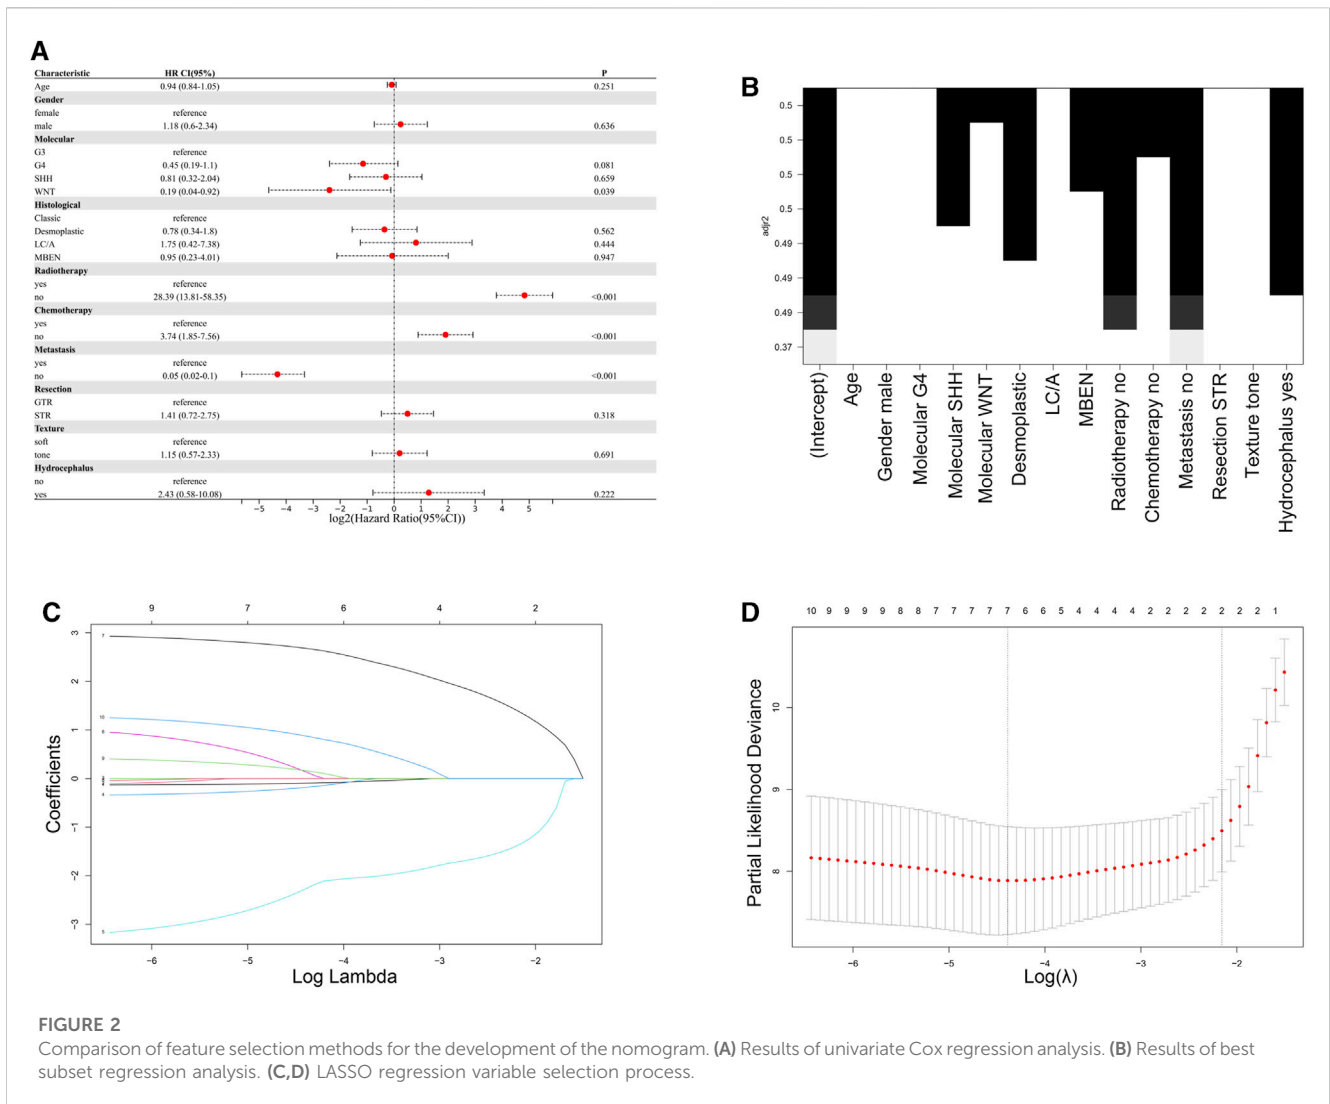 A
Characteristic HR CI(95%) P
Age 0.94 (0.84-1.05) 0.251
Gender
female reference
male 1.18 (0.6-2.34) 0.636
Molecular
G3 reference
G4 0.45 (0.19-1.1) 0.081
SHH 0.81 (0.32-2.04) 0.659
WNT 0.19 (0.04-0.92) 0.039
Histological
Classic reference
Desmoplastic 0.78 (0.34-1.8) 0.562
LC/A 1.75 (0.42-7.38) 0.444
MBEN 0.95 (0.23-4.01) 0.947
Radiotherapy
yes reference
no 28.39 (13.81-58.35) <0.001
Chemotherapy
yes reference
no 3.74 (1.85-7.56) <0.001
Metastasis
yes reference
no 0.05 (0.02-0.1) <0.001
Resection
GTR reference
STR 1.41 (0.72-2.75) 0.318
Texture
soft reference
tone 1.15 (0.57-2.33) 0.691
Hydrocephalus
no reference
yes 2.43 (0.58-10.08) 0.222
−5 −4 −3 −2 −1 0 1 2 3 4 5
log2(Hazard Ratio(95%CI))
B
0.5
0.5
0.5
0.5
0.49
0.49
0.49
0.37
adjr2
(Intercept)
Age
Gender male
Molecular G4
Molecular SHH
Molecular WNT
Desmoplastic
LC/A
MBEN
Radiotherapy no
Chemotherapy no
Metastasis no
Resection STR
Texture tone
Hydrocephalus yes
C
9 7 6 4 2
3
2
1
0
−1
−2
−3
Coefficients
7
10
8
9
4
5
−6 −5 −4 −3 −2
Log Lambda
D
10 9 9 9 8 8 7 7 7 7 7 6 6 5 4 4 4 4 2 2 2 2 2 2 1
10
9
8
Partial Likelihood Deviance
−6 −5 −4 −3 −2
Log(λ)
FIGURE 2
Comparison of feature selection methods for the development of the nomogram. (A) Results of univariate Cox regression analysis. (B) Results of best
subset regression analysis. (C,D) LASSO regression variable selection process.